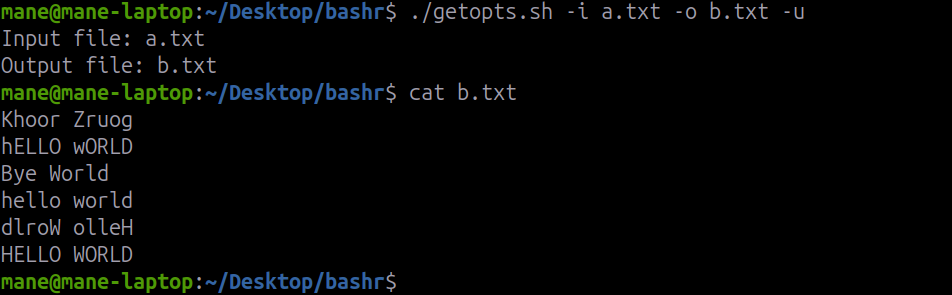 mane@mane-laptop:~/Desktop/bashr$ ./getopts.sh -i a.txt -o b.txt -u
Input file: a.txt
Output file: b.txt
mane@mane-laptop:~/Desktop/bashr$ cat b.txt
Khoor Zruog
hELLO wORLD
Bye World
hello world
dlroW olleH
HELLO WORLD
mane@mane-laptop:~/Desktop/bashr$